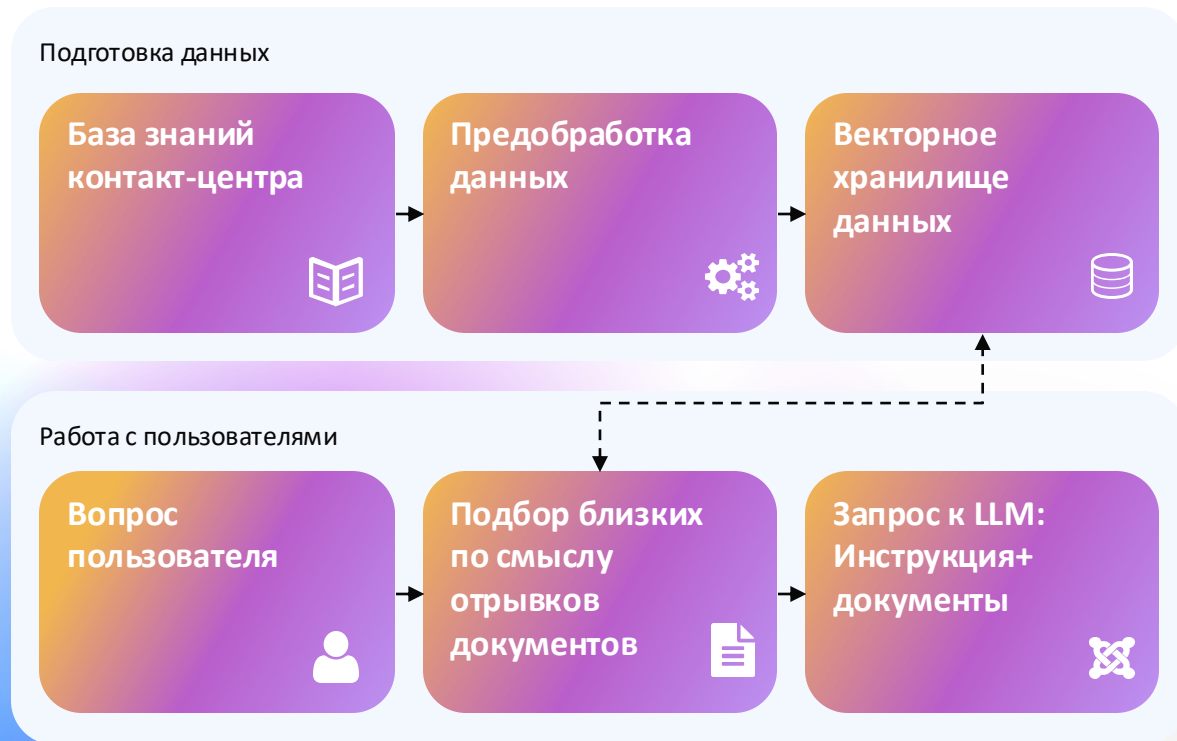 Подготовка данных
База знаний
контакт-центра
Предобработка
данных
Векторное
хранилище
данных
Работа с пользователями
Вопрос
пользователя
Подбор близких
по смыслу
отрывков
документов
Запрос к LLM:
Инструкция+
документы